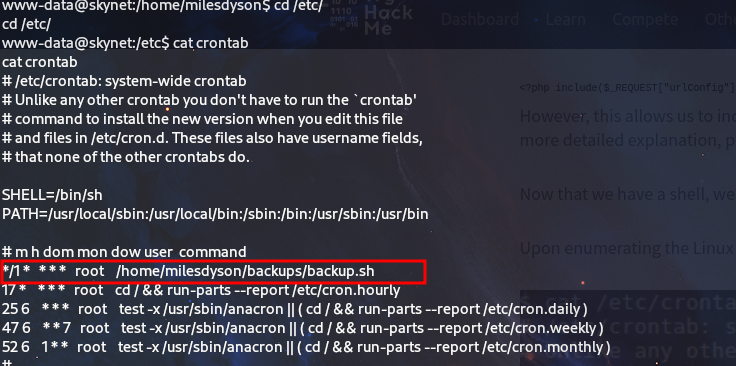 www-data@skynet:/home/milesdyson$ cd /etc/
cd /etc/
www-data@skynet:/etc$ cat crontab
cat crontab
# /etc/crontab: system-wide crontab
# Unlike any other crontab you don't have to run the `crontab'
# command to install the new version when you edit this file
# and files in /etc/cron.d. These files also have username fields,
# that none of the other crontabs do.
SHELL=/bin/sh
PATH=/usr/local/sbin:/usr/local/bin:/sbin:/bin:/usr/sbin:/usr/bin
# m h dom mon dow user command
*/1 * * * * root /home/milesdyson/backups/backup.sh
17 * * * * root cd / && run-parts --report /etc/cron.hourly
25 6 * * * root test -x /usr/sbin/anacron || ( cd / && run-parts --report /etc/cron.daily )
47 6 * * 7 root test -x /usr/sbin/anacron || ( cd / && run-parts --report /etc/cron.weekly )
52 6 1 * * root test -x /usr/sbin/anacron || ( cd / && run-parts --report /etc/cron.monthly )
#
Hack
Me
Dashboard Learn Compete
<?php include($_REQUEST["urlConfig"]
However, this allows us to
more detailed explanation,
Now that we have a shell, we
Upon enumerating the Linux
$ cat /etc/cronta
crontab:
any other